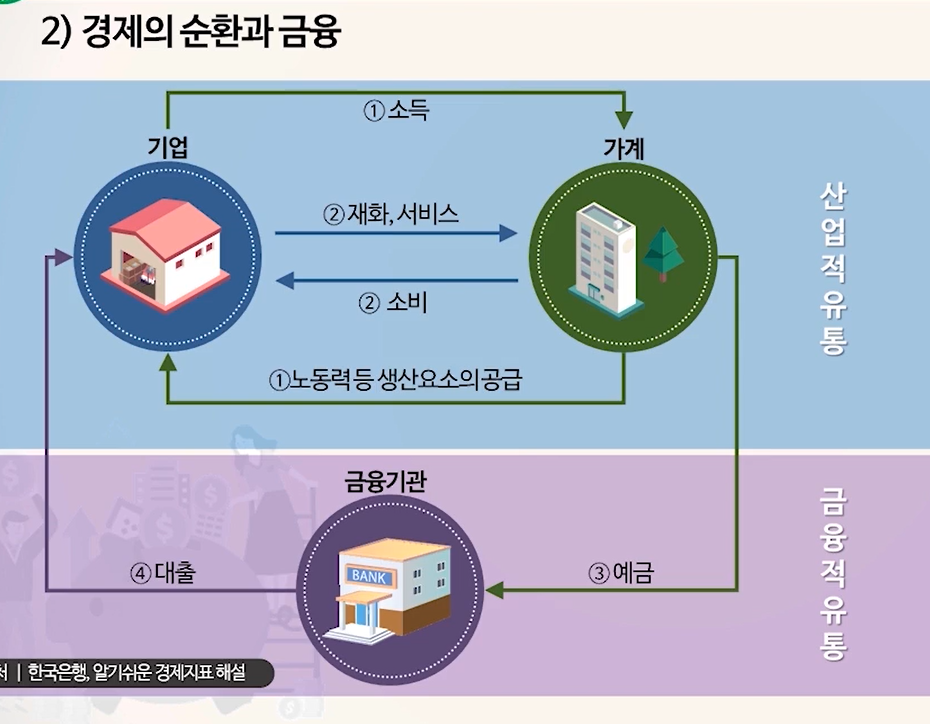 2) 경제의 순환과 금융
① 소득
기업
가계
② 재화, 서비스
② 소비
①노동력 등 생산요소의 공급
산업적유통
금융기관
BANK
④ 대출
③ 예금
금융적유통
처 | 한국은행, 알기쉬운 경제지표 해설